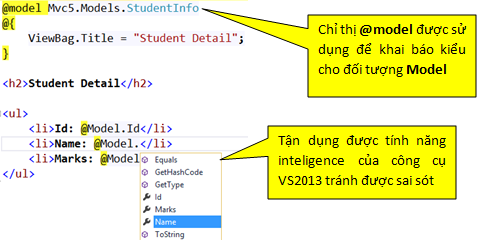 @model Mvc5.Models.StudentInfo
@{
ViewBag.Title = "Student Detail";
}
<h2>Student Detail</h2>
<ul>
<li>Id: @Model.Id</li>
<li>Name: @Model.</li>
<li>Marks: @Model
</ul>
Equals
GetHashCode
GetType
Id
Marks
Name
ToString
Chỉ thị @model được sử
dụng để khai báo kiểu
cho đối tượng Model
Tận dụng được tính năng
inteligence của công cụ
VS2013 tránh được sai sót